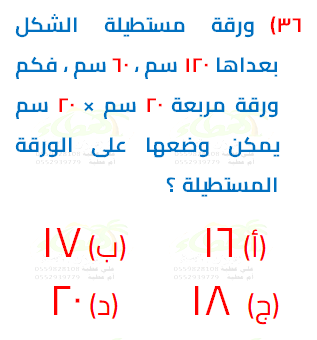 ٣٦) ورقة مستطيلة الشكل
بعداها ١٢٠ سم ، ٦٠ سم ، فكم
ورقة مربعة ٢٠ سم × ٢٠ سم
يمكن وضعها على الورقة
المستطيلة ؟
(أ) ١٦ (ب) ١٧
(ج) ١٨ (د) ٢٠